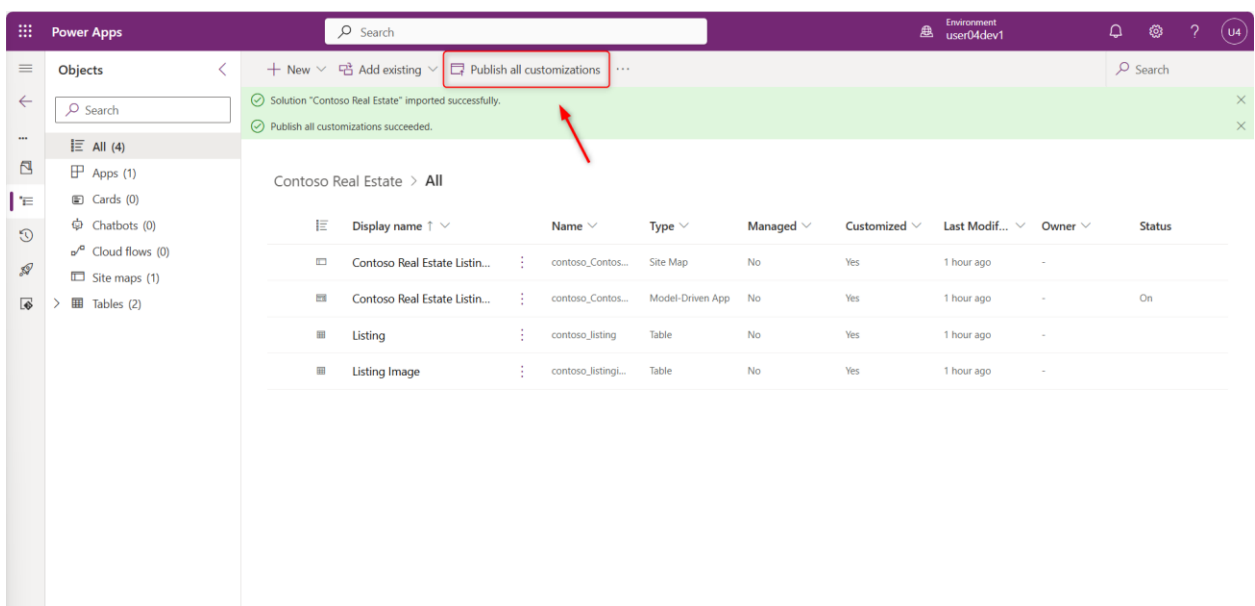 Power Apps
Search
Environment
user04dev1
?
U4
Objects
New
Add existing
Publish all customizations
...
Search
Search
Solution "Contoso Real Estate" imported successfully.
Publish all customizations succeeded.
All (4)
Apps (1)
Cards (0)
Chatbots (0)
Cloud flows (0)
Site maps (1)
Tables (2)
Contoso Real Estate > All
Display name ↑ Name Type Managed Customized Last Modif... Owner Status
Contoso Real Estate Listin... contoso_Contos... Site Map No Yes 1 hour ago -
Contoso Real Estate Listin... contoso_Contos... Model-Driven App No Yes 1 hour ago - On
Listing contoso_listing Table No Yes 1 hour ago -
Listing Image contoso_listingi... Table No Yes 1 hour ago -